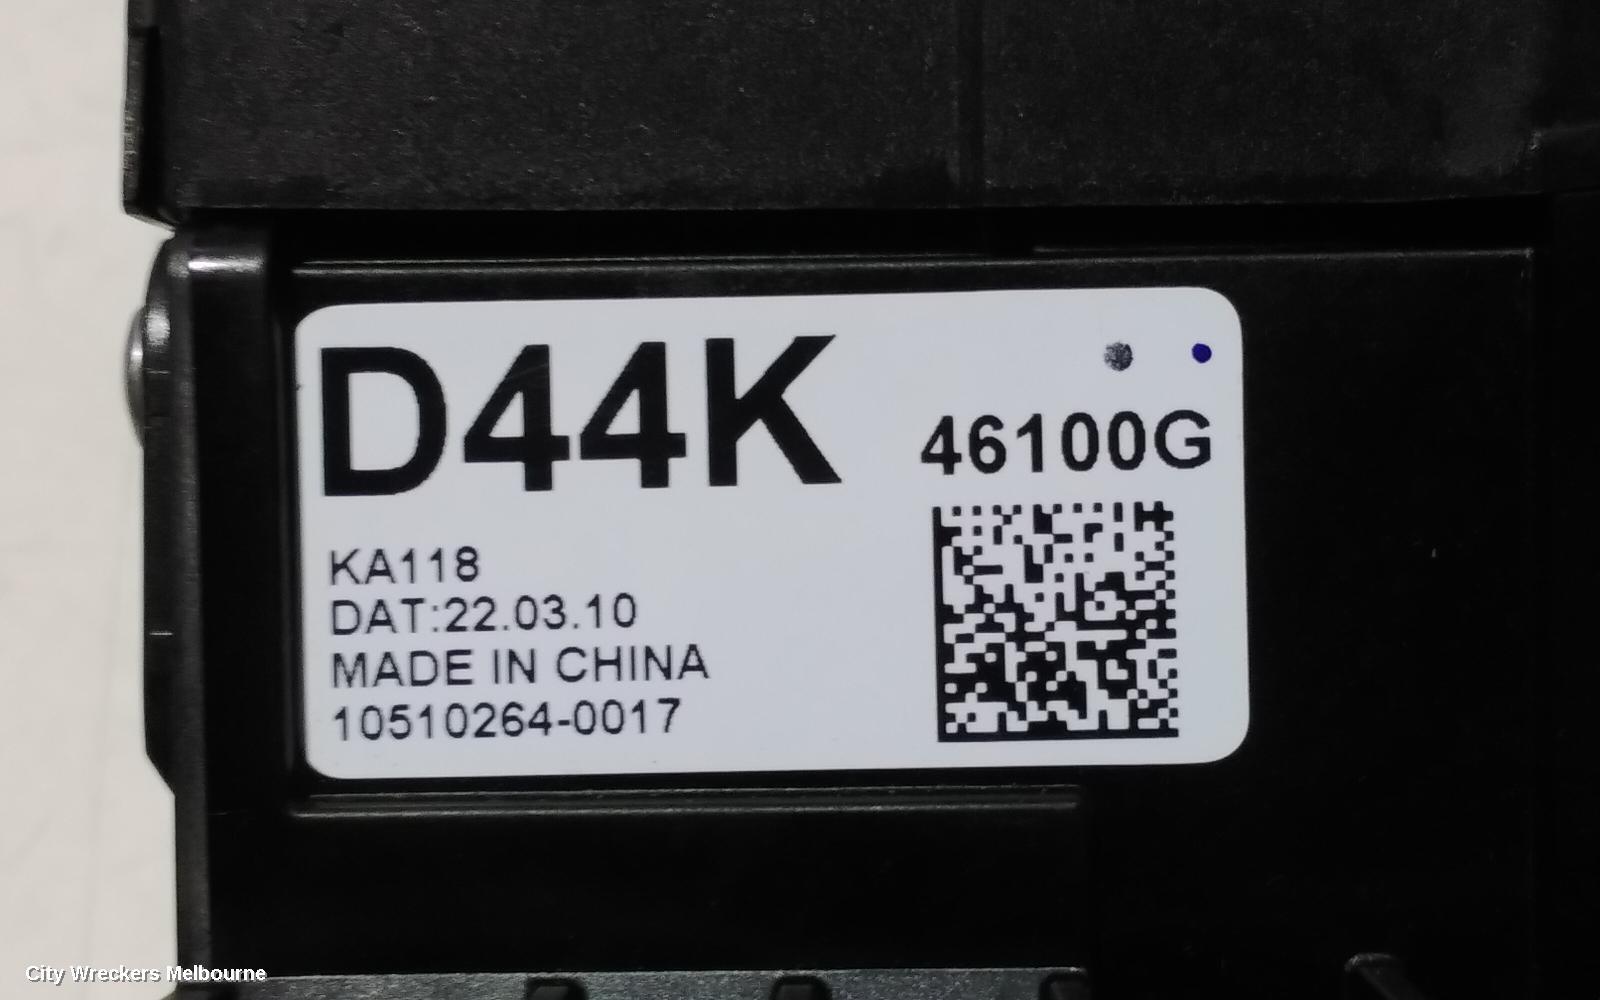 D44K
46100G
KA118
DAT:22.03.10
MADE IN CHINA
10510264-0017
City Wreckers Melbourne